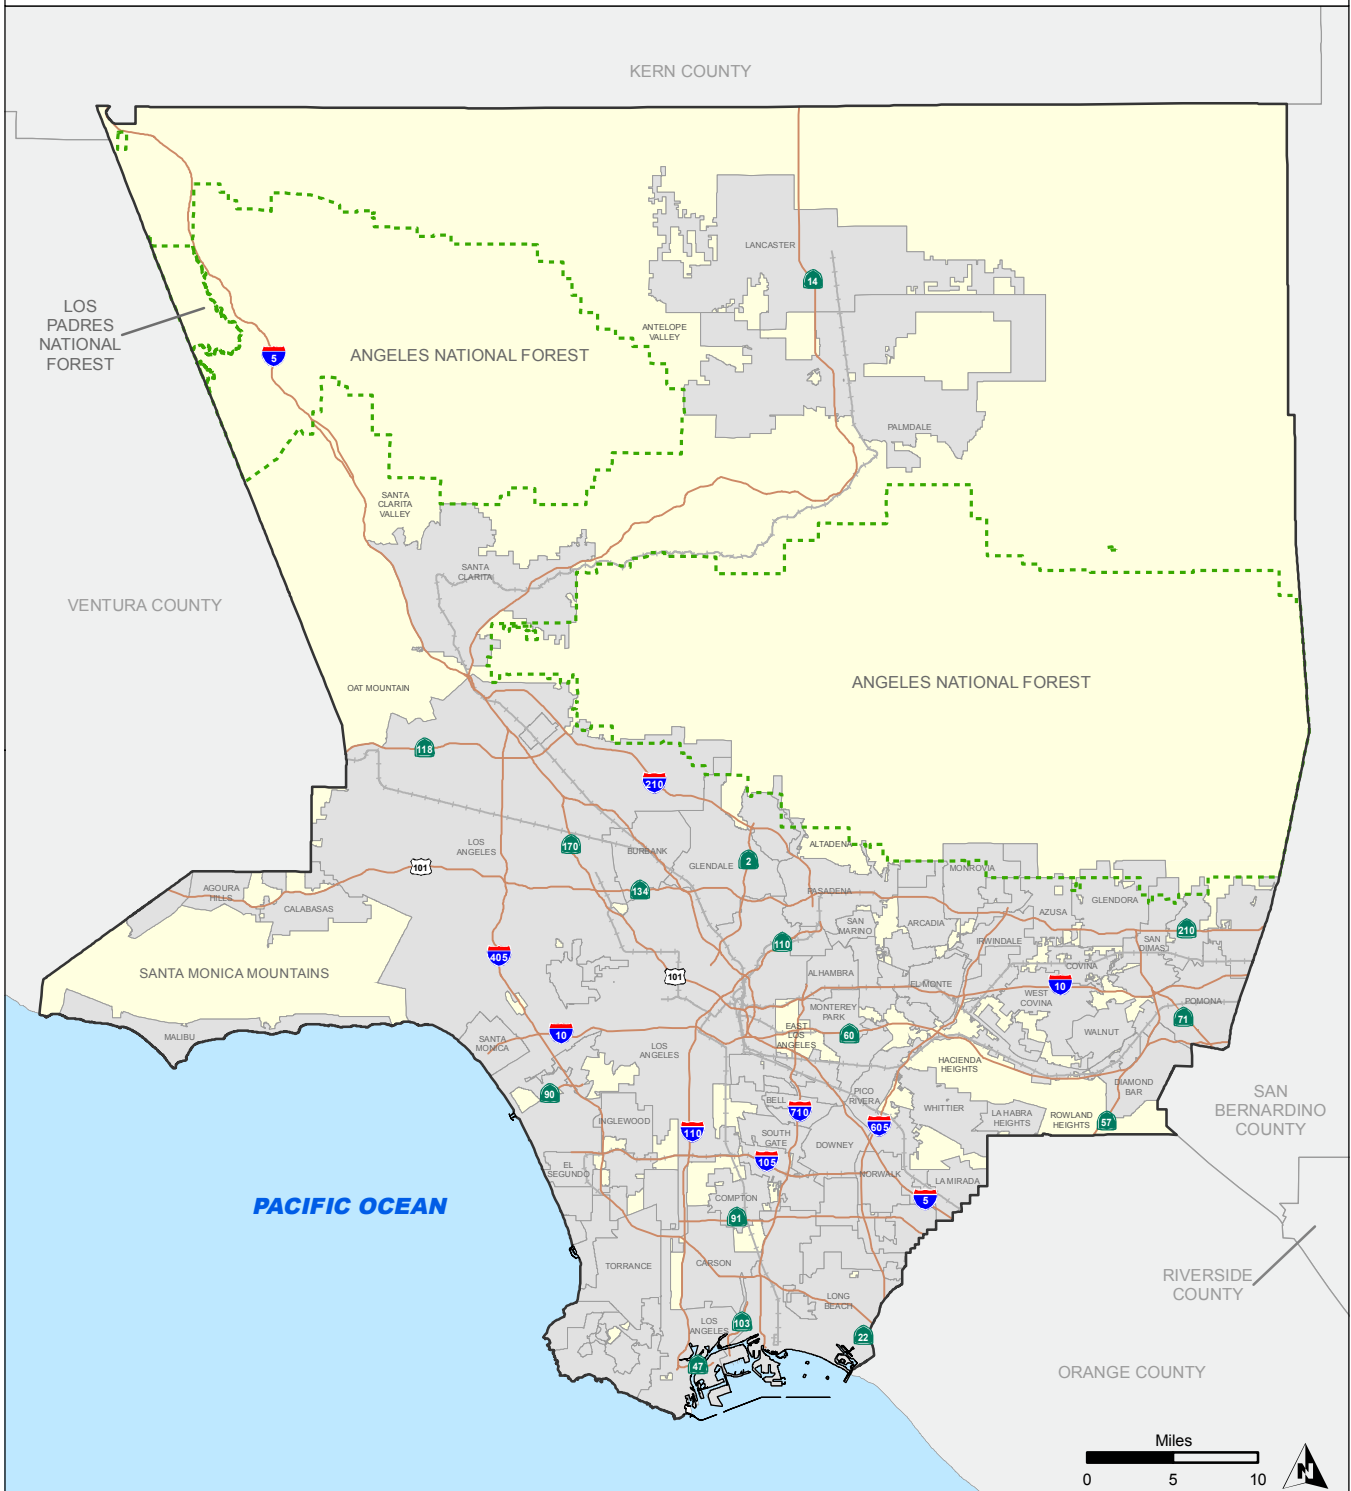 KERN COUNTY
LANCASTER
14
LOS
PADRES
NATIONAL
FOREST
ANTELOPE
VALLEY
5
ANGELES NATIONAL FOREST
PALMDALE
SANTA
CLARITA
VALLEY
SANTA
CLARITA
VENTURA COUNTY
OAT MOUNTAIN
ANGELES NATIONAL FOREST
118
210
LOS
ANGELES
170
BURBANK
GLENDALE
2
ALTADENA
101
134
PASADENA
MONROVIA
AGOURA
HILLS
CALABASAS
SAN
MARINO
ARCADIA
AZUSA
GLENDORA
210
110
IRWINDALE
SAN
DIMAS
405
SANTA MONICA MOUNTAINS
101
ALHAMBRA
EL MONTE
COVINA
10
WEST
COVINA
POMONA
MONTEREY
PARK
71
MALIBU
10
SANTA
MONICA
LOS
ANGELES
EAST
LOS
ANGELES
60
WALNUT
HACIENDA
HEIGHTS
90
BELL
710
PICO
RIVERA
DIAMOND
BAR
WHITTIER
LA HABRA
HEIGHTS
ROWLAND
HEIGHTS
57
SAN
BERNARDINO
COUNTY
INGLEWOOD
110
605
SOUTH
GATE
DOWNEY
105
EL
SEGUNDO
NORWALK
LA MIRADA
5
PACIFIC OCEAN
COMPTON
91
TORRANCE
CARSON
RIVERSIDE
COUNTY
LONG
BEACH
LOS
ANGELES
103
22
47
ORANGE COUNTY
Miles
0 5 10
N